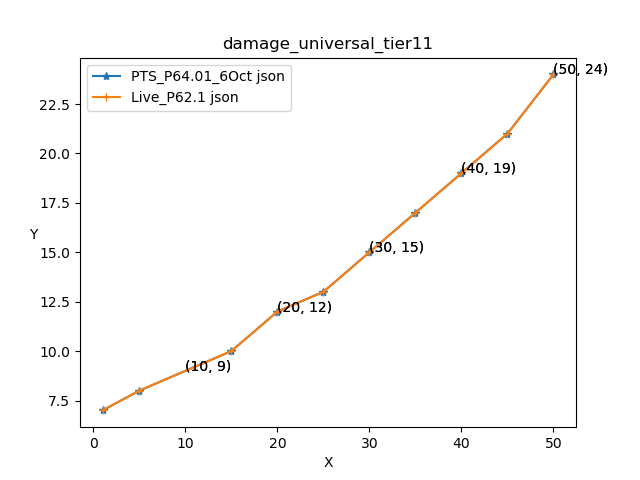 damage_universal_tier11
PTS_P64.01_6Oct json
Live_P62.1 json
(50, 24)
(40, 19)
(30, 15)
(20, 12)
(10, 9)
22.5
20.0
17.5
15.0
12.5
10.0
7.5
Y
0 10 20 30 40 50
X